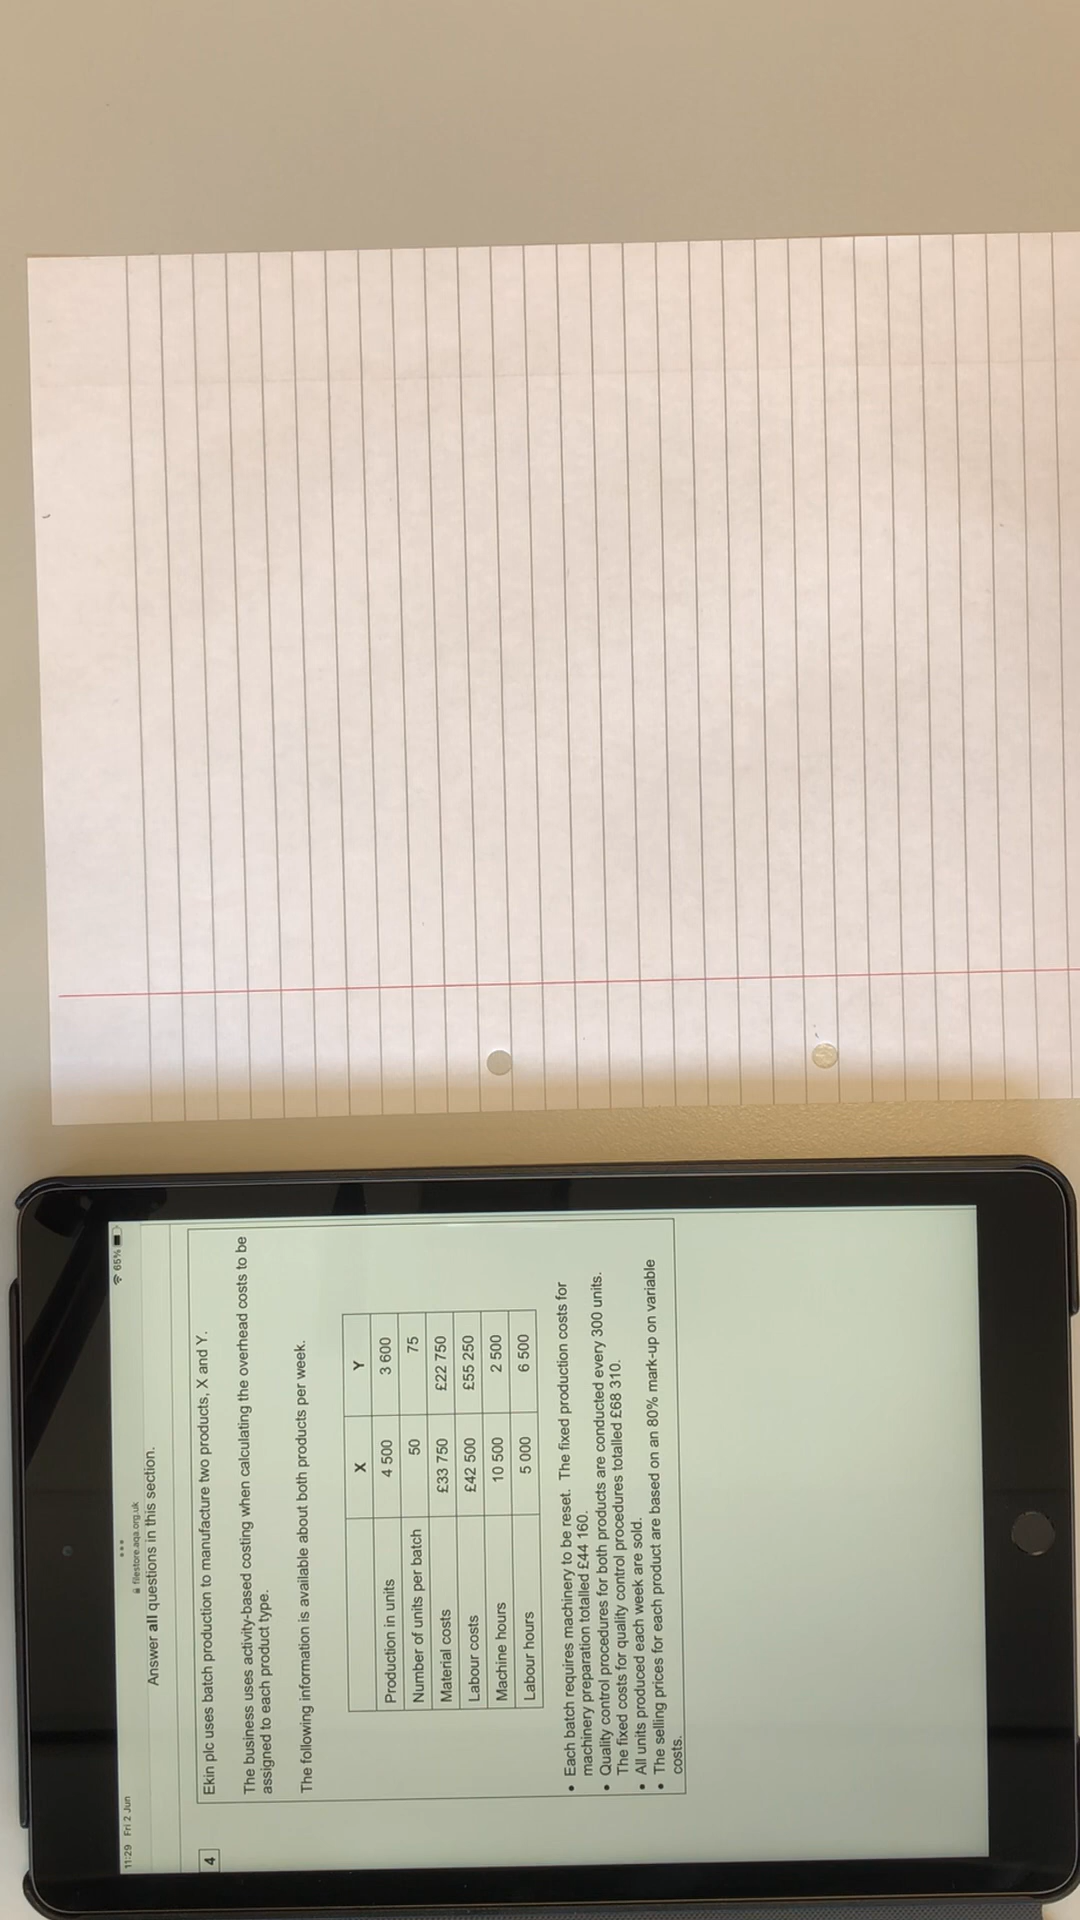 11:29 Fri 2 Jun
•••
65%
filestore.aqa.org.uk
Answer all questions in this section.
4
Ekin plc uses batch production to manufacture two products, X and Y.
The business uses activity-based costing when calculating the overhead costs to be
assigned to each product type.
The following information is available about both products per week.
X Y
Production in units 4 500 3 600
Number of units per batch 50 75
Material costs £33 750 £22 750
Labour costs £42 500 £55 250
Machine hours 10 500 2 500
Labour hours 5 000 6 500
• Each batch requires machinery to be reset. The fixed production costs for
machinery preparation totalled £44 160.
• Quality control procedures for both products are conducted every 300 units.
The fixed costs for quality control procedures totalled £68 310.
• All units produced each week are sold.
• The selling prices for each product are based on an 80% mark-up on variable
costs.